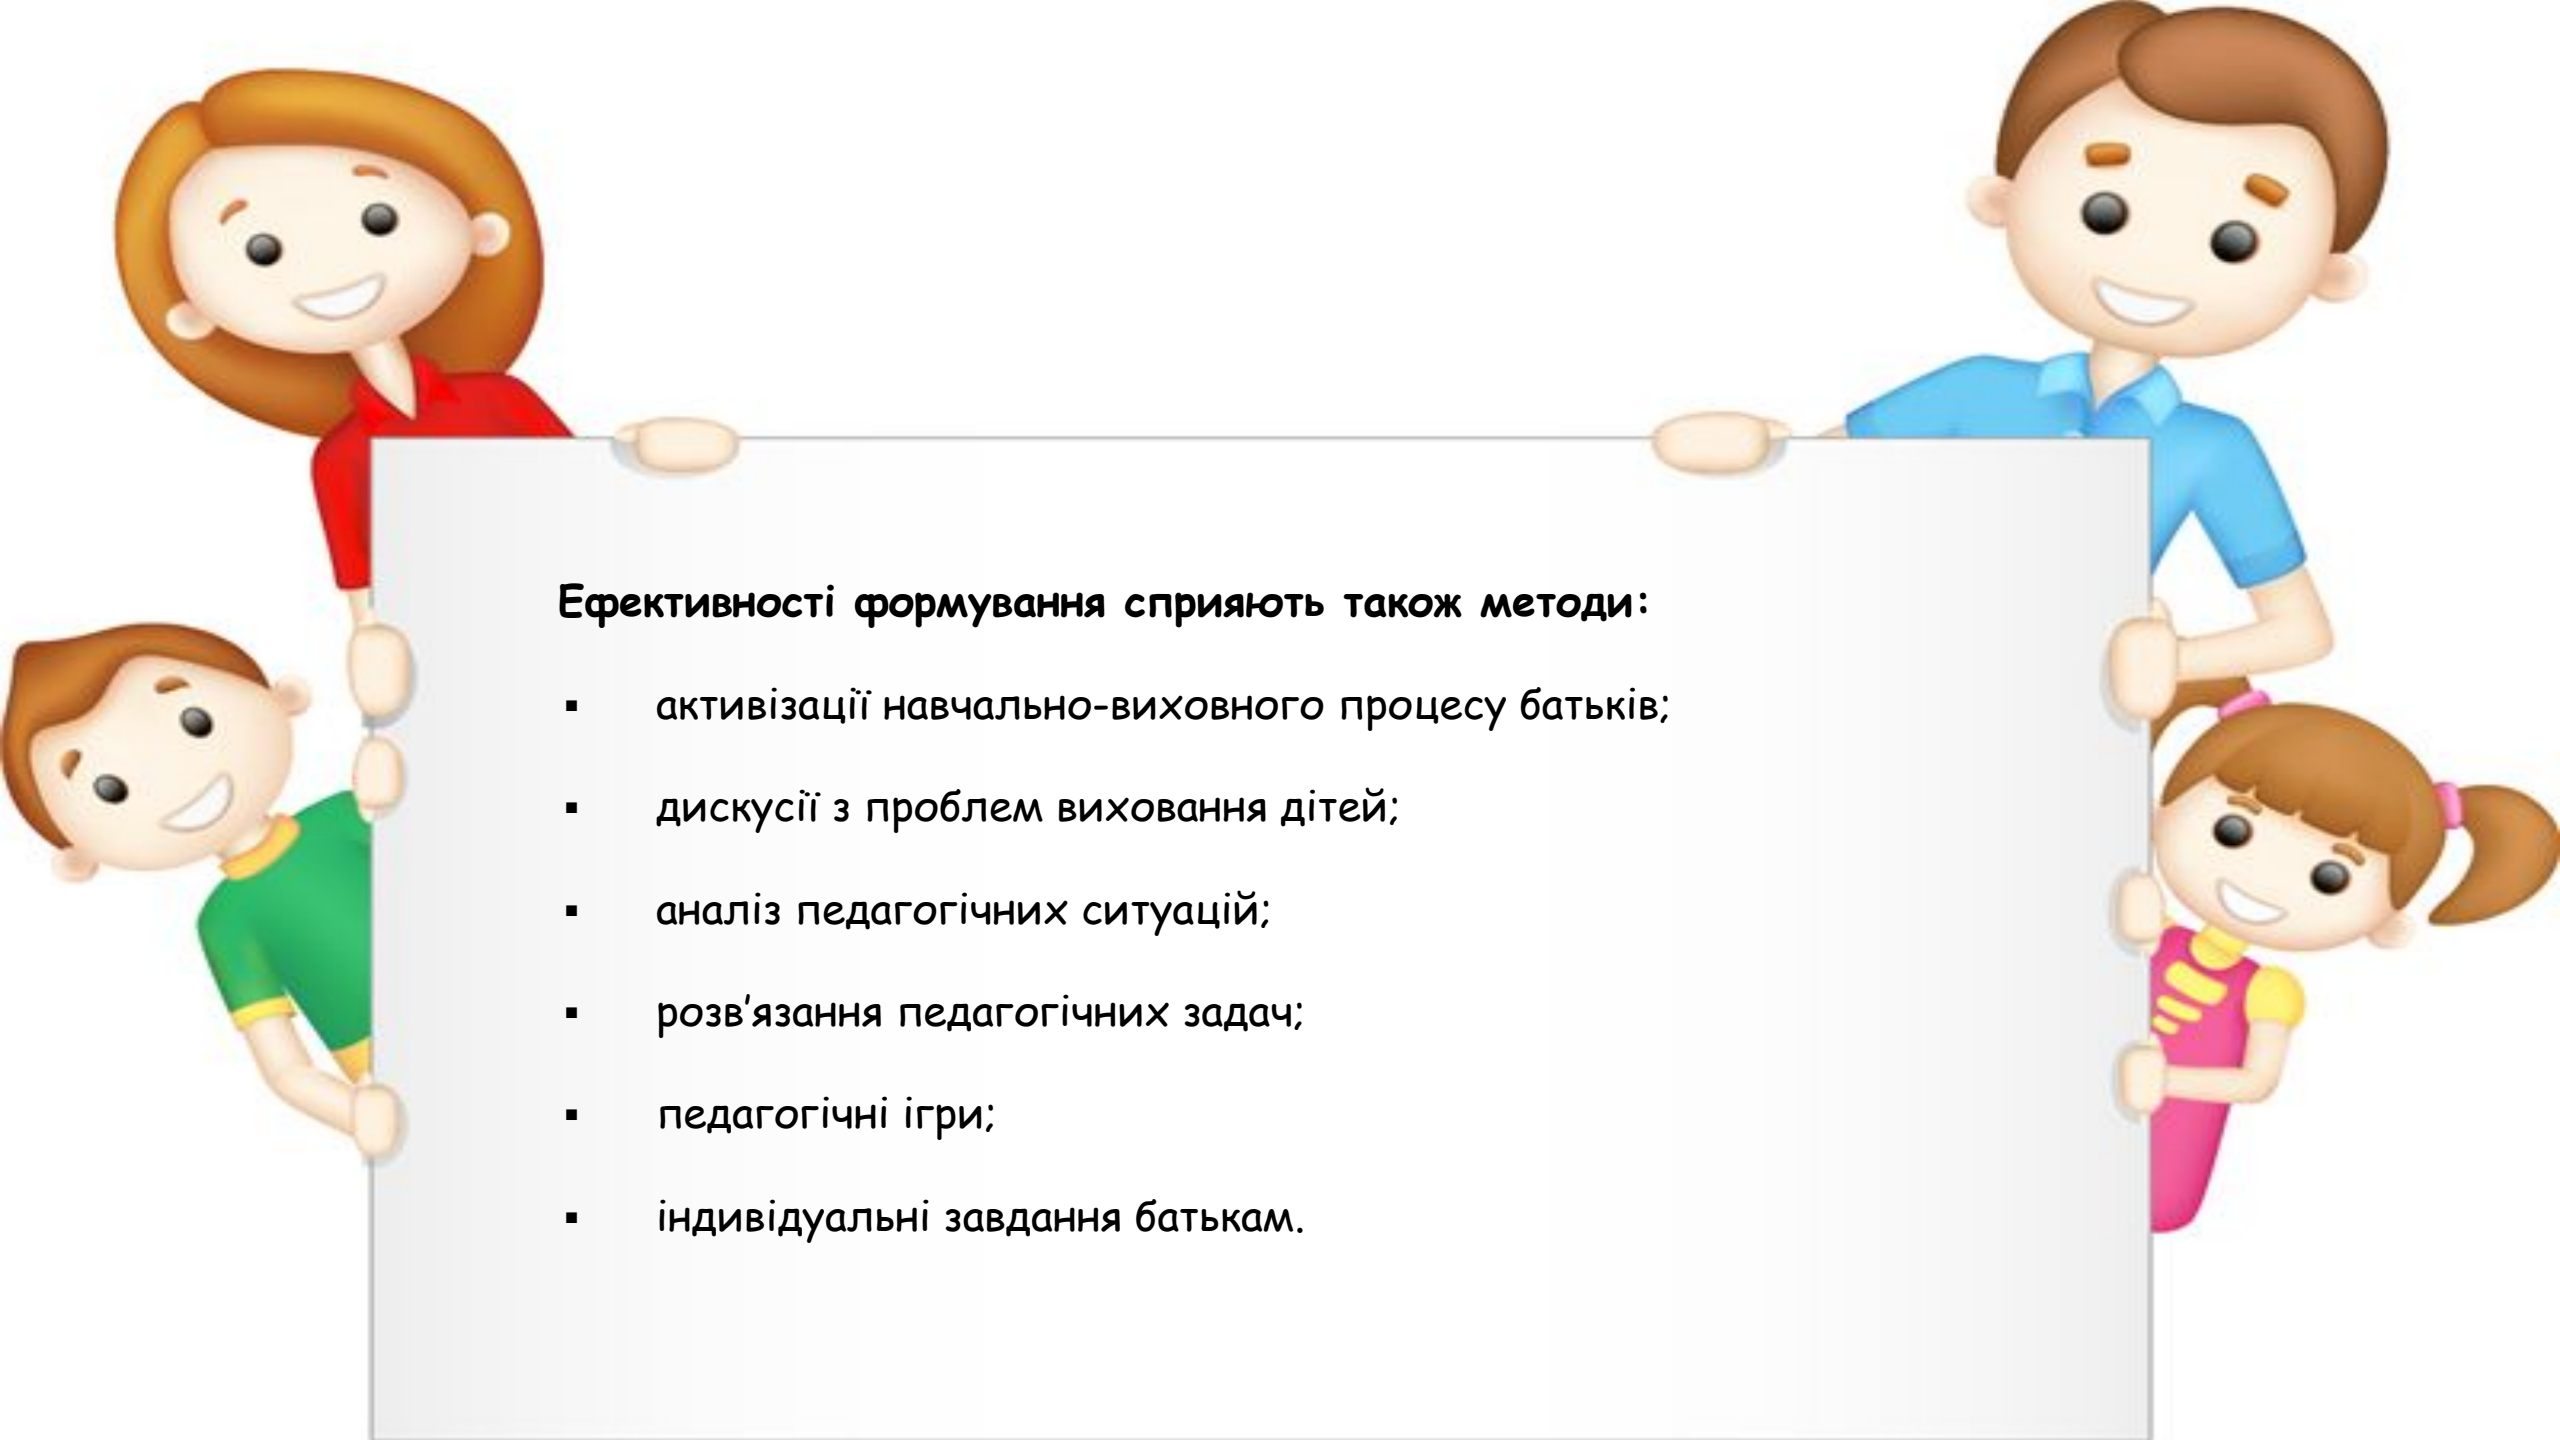 Ефективності формування сприяють також методи:
▪ активізації навчально-виховного процесу батьків;
▪ дискусії з проблем виховання дітей;
▪ аналіз педагогічних ситуацій;
▪ розв’язання педагогічних задач;
▪ педагогічні ігри;
▪ індивідуальні завдання батькам.